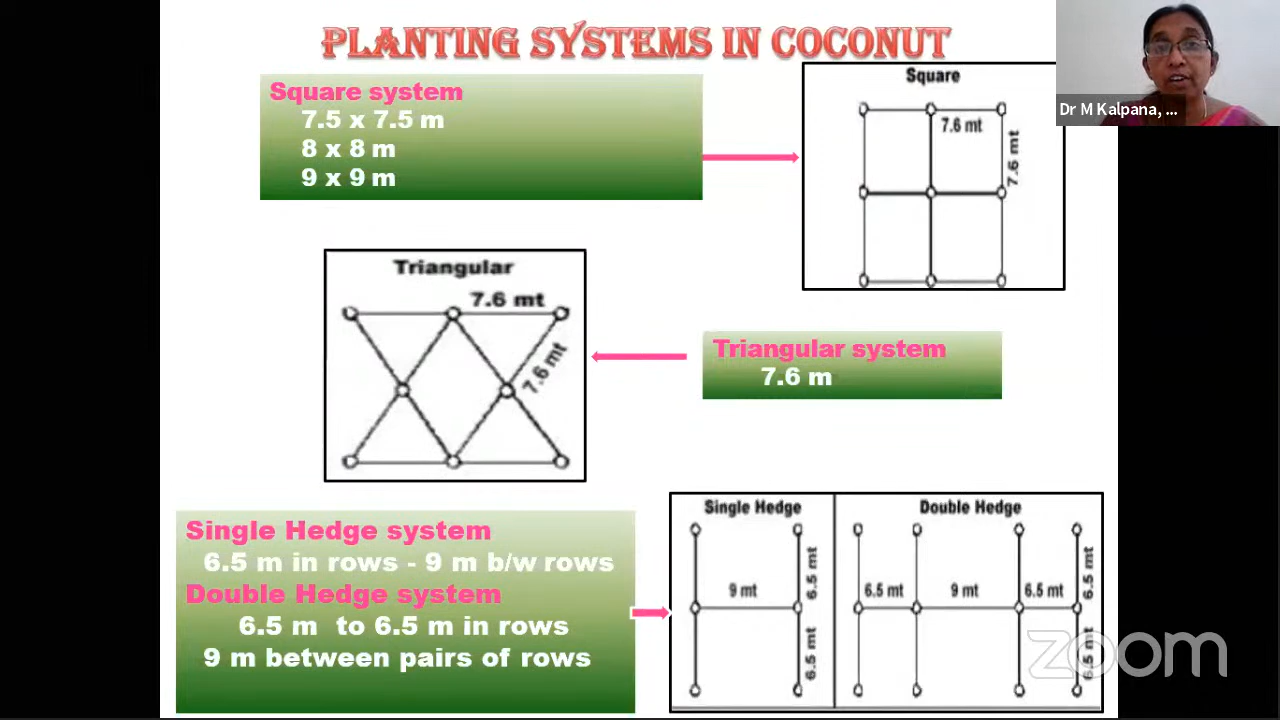 PLANTING SYSTEMS IN COCONUT
Square system
7.5 x 7.5 m
8 x 8 m
9 x 9 m
Square
7.6 mt
7.6 mt
Dr M Kalpana, ...
Triangular
7.6 mt
7.6 mt
Triangular system
7.6 m
Single Hedge system
6.5 m in rows - 9 m b/w rows
Double Hedge system
6.5 m to 6.5 m in rows
9 m between pairs of rows
Single Hedge
9 mt
6.5 mt
6.5 mt
Double Hedge
6.5 mt
9 mt
6.5 mt
6.5 mt
6.5 mt
zoom